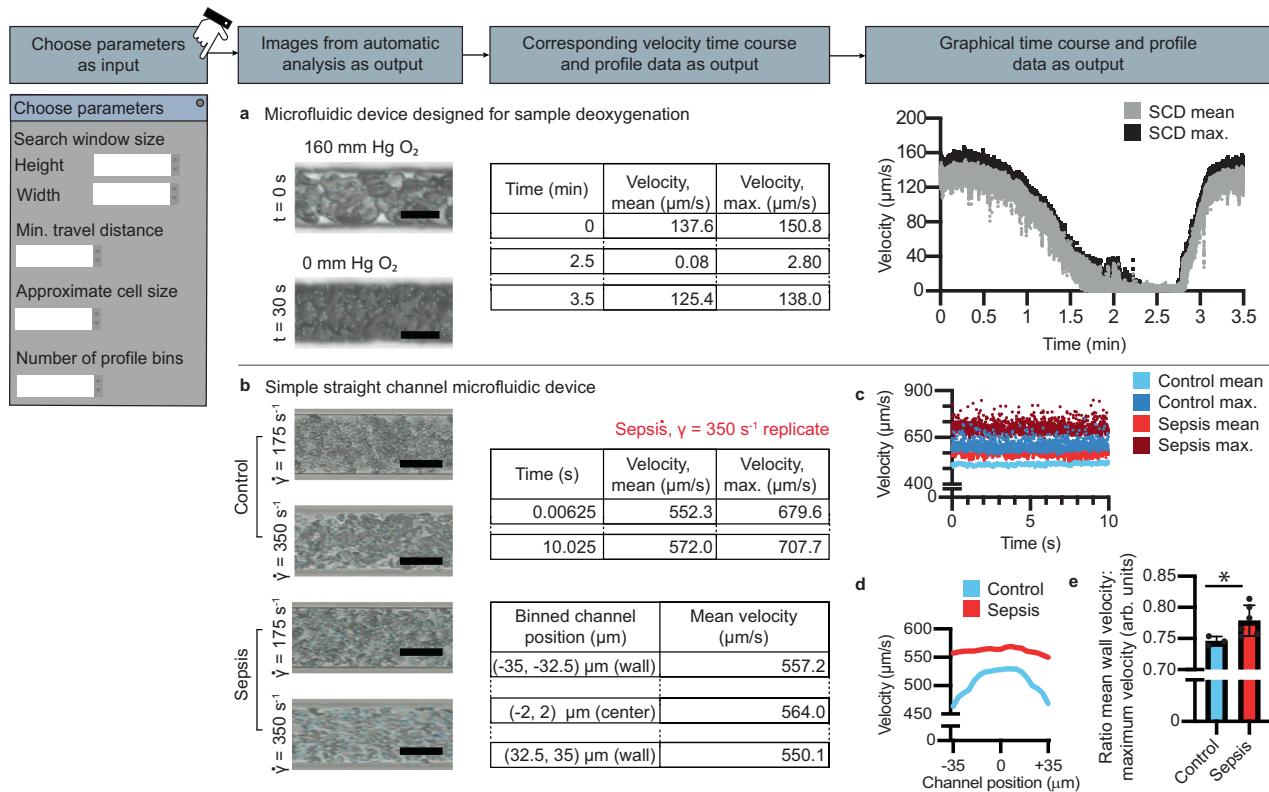 Choose parameters
as input
Images from automatic
analysis as output
Corresponding velocity time course
and profile data as output
Graphical time course and profile
data as output
Choose parameters
Search window size
Height
Width
Min. travel distance
Approximate cell size
Number of profile bins
a Microfluidic device designed for sample deoxygenation
160 mm Hg O₂
t = 0 s
0 mm Hg O₂
t = 30 s
Time (min) Velocity, mean (μm/s) Velocity, max. (μm/s)
0 137.6 150.8
2.5 0.08 2.80
3.5 125.4 138.0
SCD mean
SCD max.
Velocity (μm/s)
200
160
120
80
40
0
0 0.5 1 1.5 2 2.5 3 3.5
Time (min)
b Simple straight channel microfluidic device
Control
γ̇ = 175 s⁻¹
γ̇ = 350 s⁻¹
Sepsis
γ̇ = 175 s⁻¹
γ̇ = 350 s⁻¹
Sepsis, γ̇ = 350 s⁻¹ replicate
Time (s) Velocity, mean (μm/s) Velocity, max. (μm/s)
0.00625 552.3 679.6
10.025 572.0 707.7
Binned channel position (μm) Mean velocity (μm/s)
(-35, -32.5) μm (wall) 557.2
(-2, 2) μm (center) 564.0
(32.5, 35) μm (wall) 550.1
c
Control mean
Control max.
Sepsis mean
Sepsis max.
Velocity (μm/s)
900
650
400
0
0 5 10
Time (s)
d
Control
Sepsis
Velocity (μm/s)
600
550
500
450
0
-35 0 +35
Channel position (μm)
e
Ratio mean wall velocity:
maximum velocity (arb. units)
0.85
0.80
0.75
0.70
0
*
Control
Sepsis